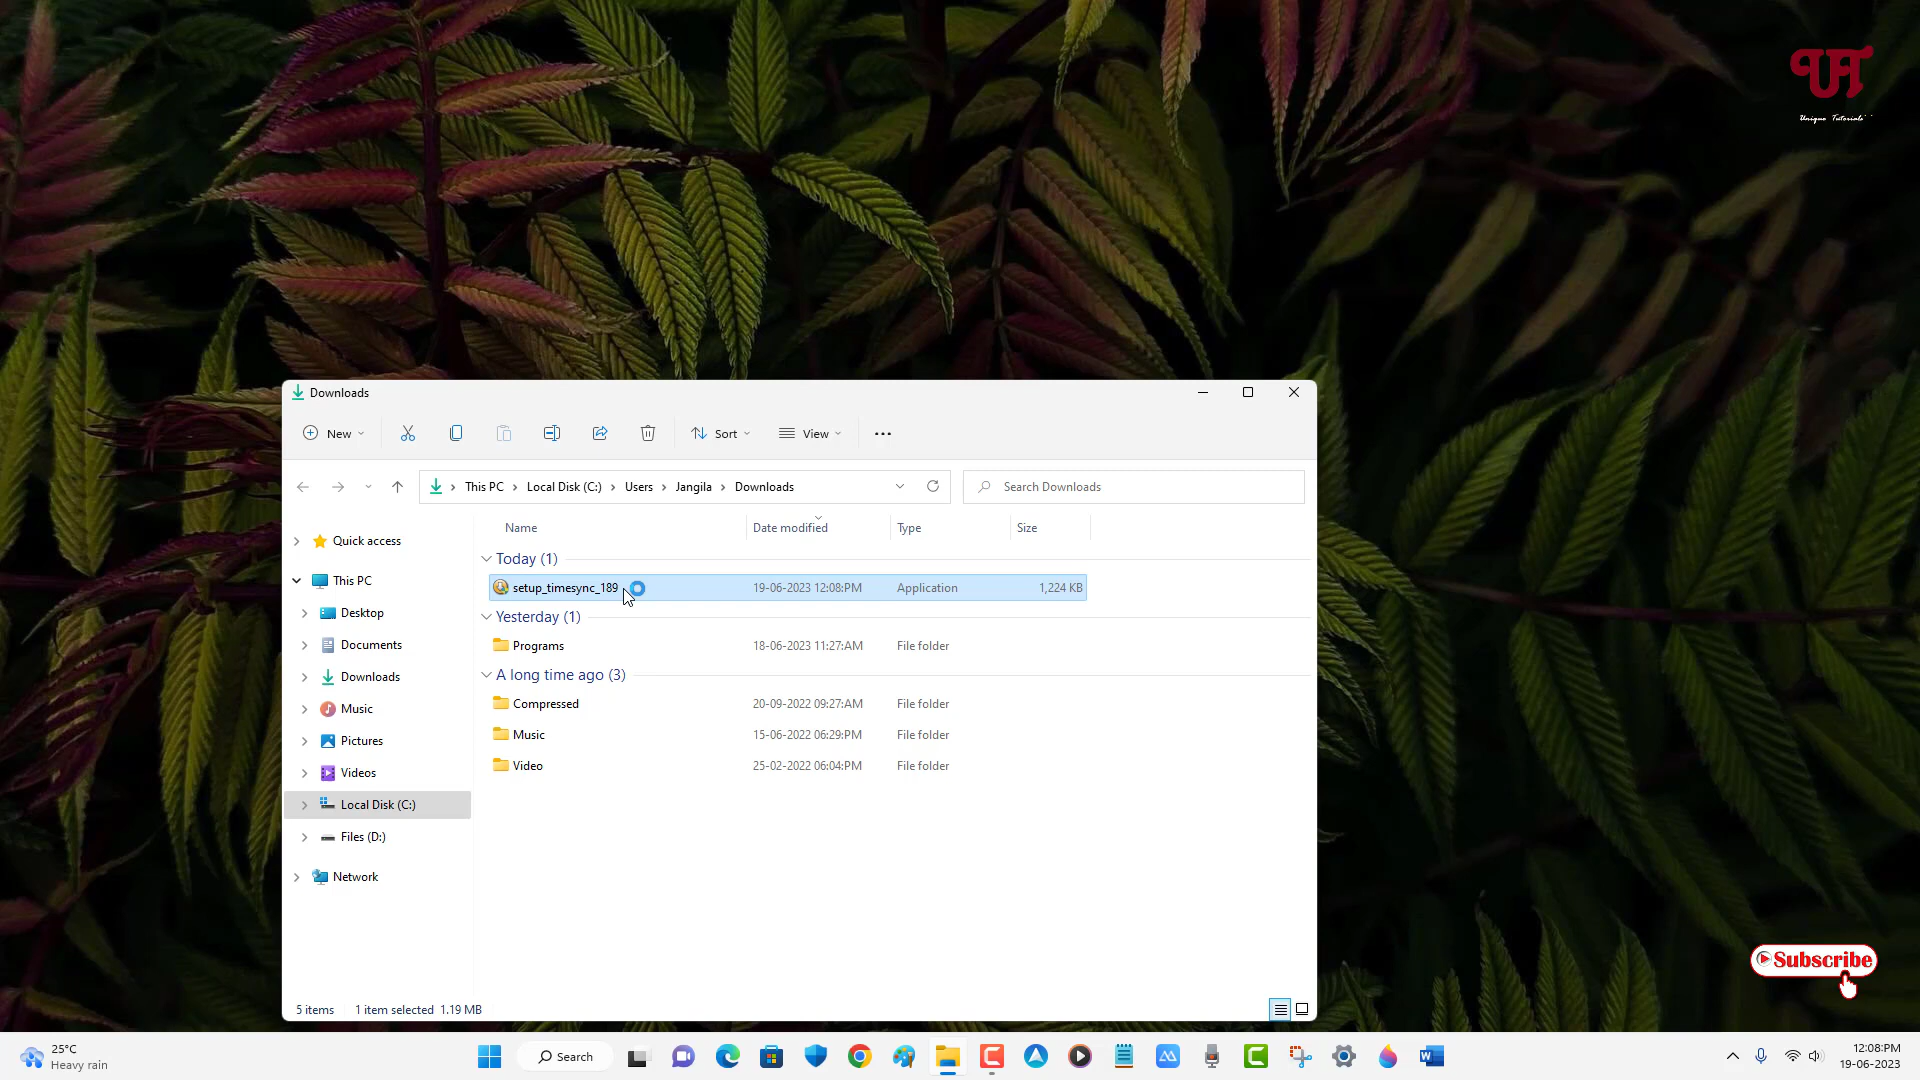 UT
Unique Tutorials
Downloads
New
Sort
View
This PC
Local Disk (C:)
Users
Jangila
Downloads
Search Downloads
Name
Date modified
Type
Size
Quick access
This PC
Desktop
Documents
Downloads
Music
Pictures
Videos
Local Disk (C:)
Files (D:)
Network
Today (1)
setup_timesync_189 19-06-2023 12:08:PM Application 1,224 KB
Yesterday (1)
Programs 18-06-2023 11:27:AM File folder
A long time ago (3)
Compressed 20-09-2022 09:27:AM File folder
Music 15-06-2022 06:29:PM File folder
Video 25-02-2022 06:04:PM File folder
5 items 1 item selected 1.19 MB
Subscribe
25°C
Heavy rain
Search
12:08:PM
19-06-2023